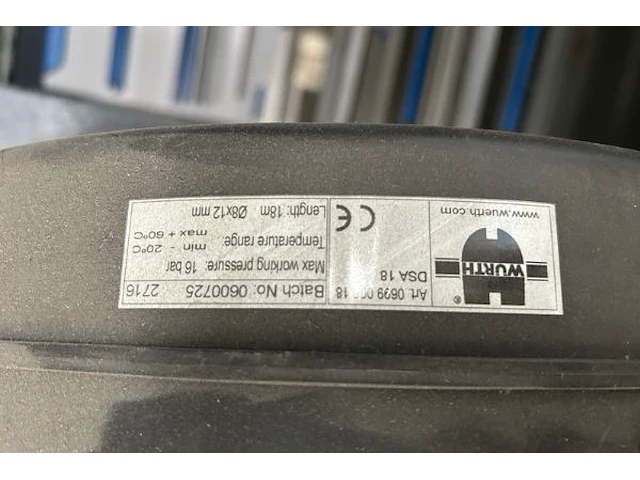 WÜRTH
®
www.wuerth.com
Art. 0699 18
DSA 18
CE
Batch No: 0600725 2716
Max working pressure: 16 bar
Temperature range: min - 20°C
max + 60°C
Length: 18m Ø8x12 mm